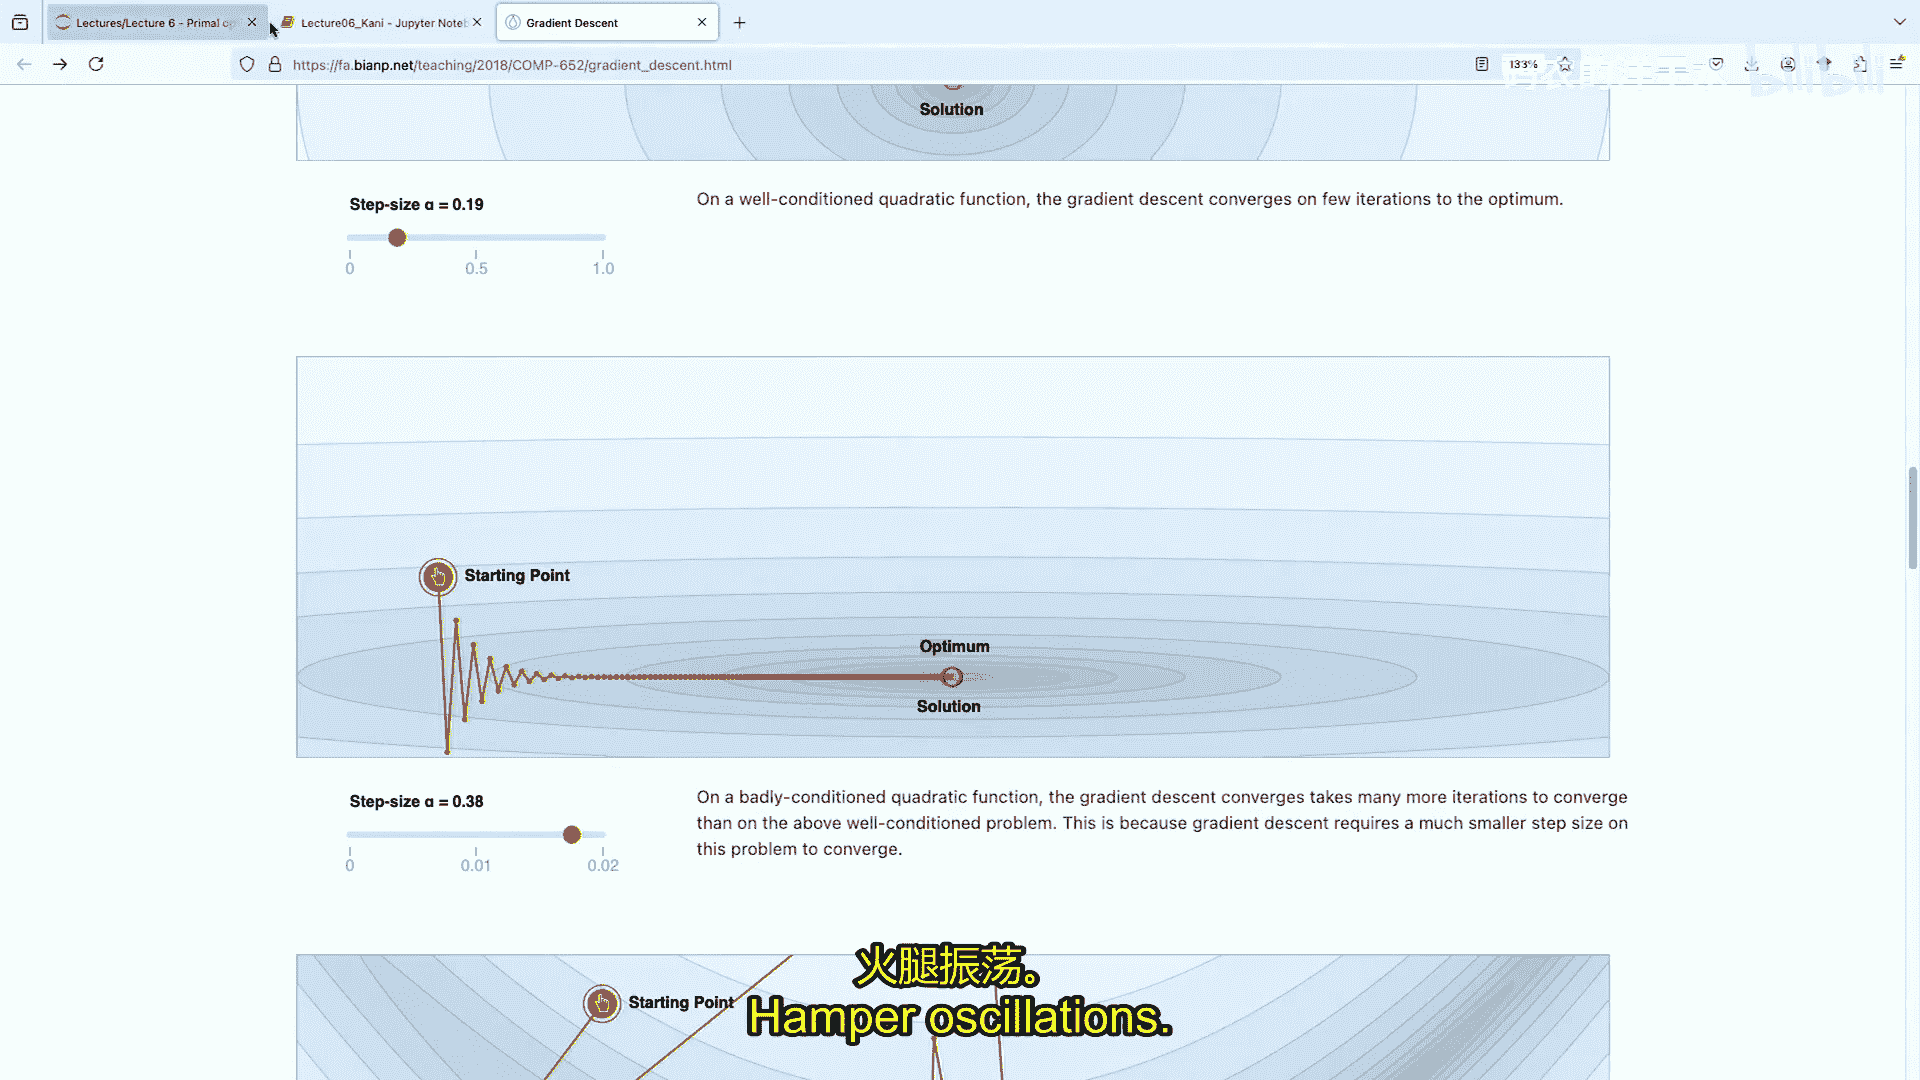 Lectures/Lecture 6 - Primal op
Lecture06_Kani - Jupyter Noteb
Gradient Descent
https://fa.bianp.net/teaching/2018/COMP-652/gradient_descent.html
133%
Solution
Step-size α = 0.19
0 0.5 1.0
On a well-conditioned quadratic function, the gradient descent converges on few iterations to the optimum.
Starting Point
Optimum
Solution
Step-size α = 0.38
0 0.01 0.02
On a badly-conditioned quadratic function, the gradient descent converges takes many more iterations to converge
than on the above well-conditioned problem. This is because gradient descent requires a much smaller step size on
this problem to converge.
Starting Point
火腿振荡。
Hamper oscillations.